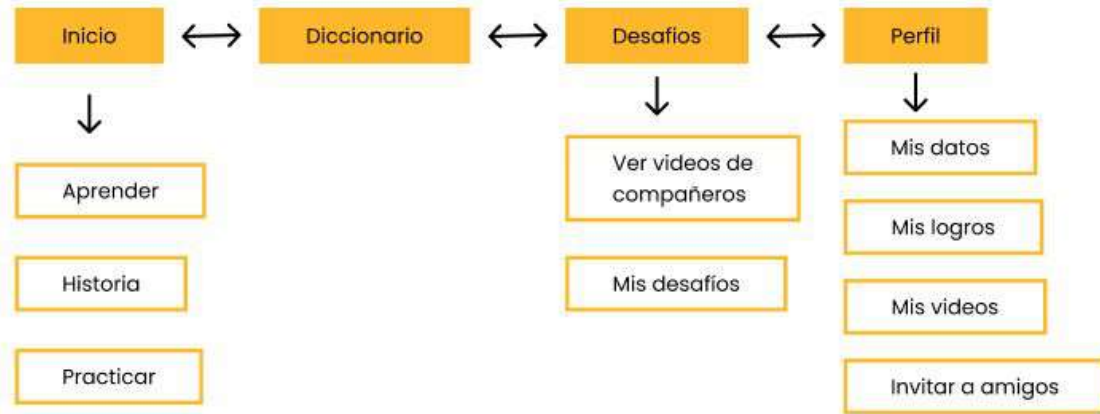 Inicio
Diccionario
Desafios
Perfil
Aprender
Historia
Practicar
Ver videos de
compañeros
Mis desafíos
Mis datos
Mis logros
Mis videos
Invitar a amigos